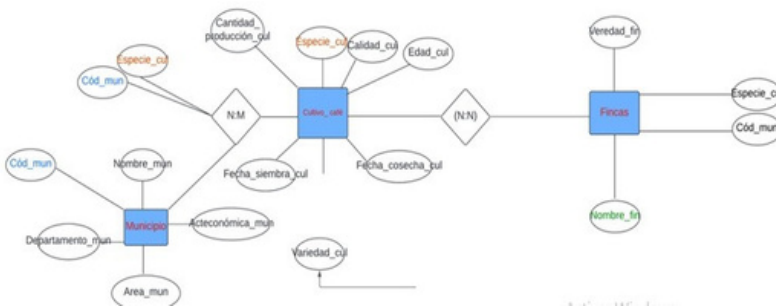 Cantidad_
producción_cul
Especie_cul
Calidad_cul
Edad_cul
Veredad_fin
Especie_cul
Cód_mun
N:M
Cultivo_café
(N:N)
Fincas
Especie_c
Cód_mun
Cód_mun
Nombre_mun
Fecha_siembra_cul
Fecha_cosecha_cul
Municipio
Acteconómica_mun
Nombre_fin
Departamento_mun
Variedad_cul
Area_mun